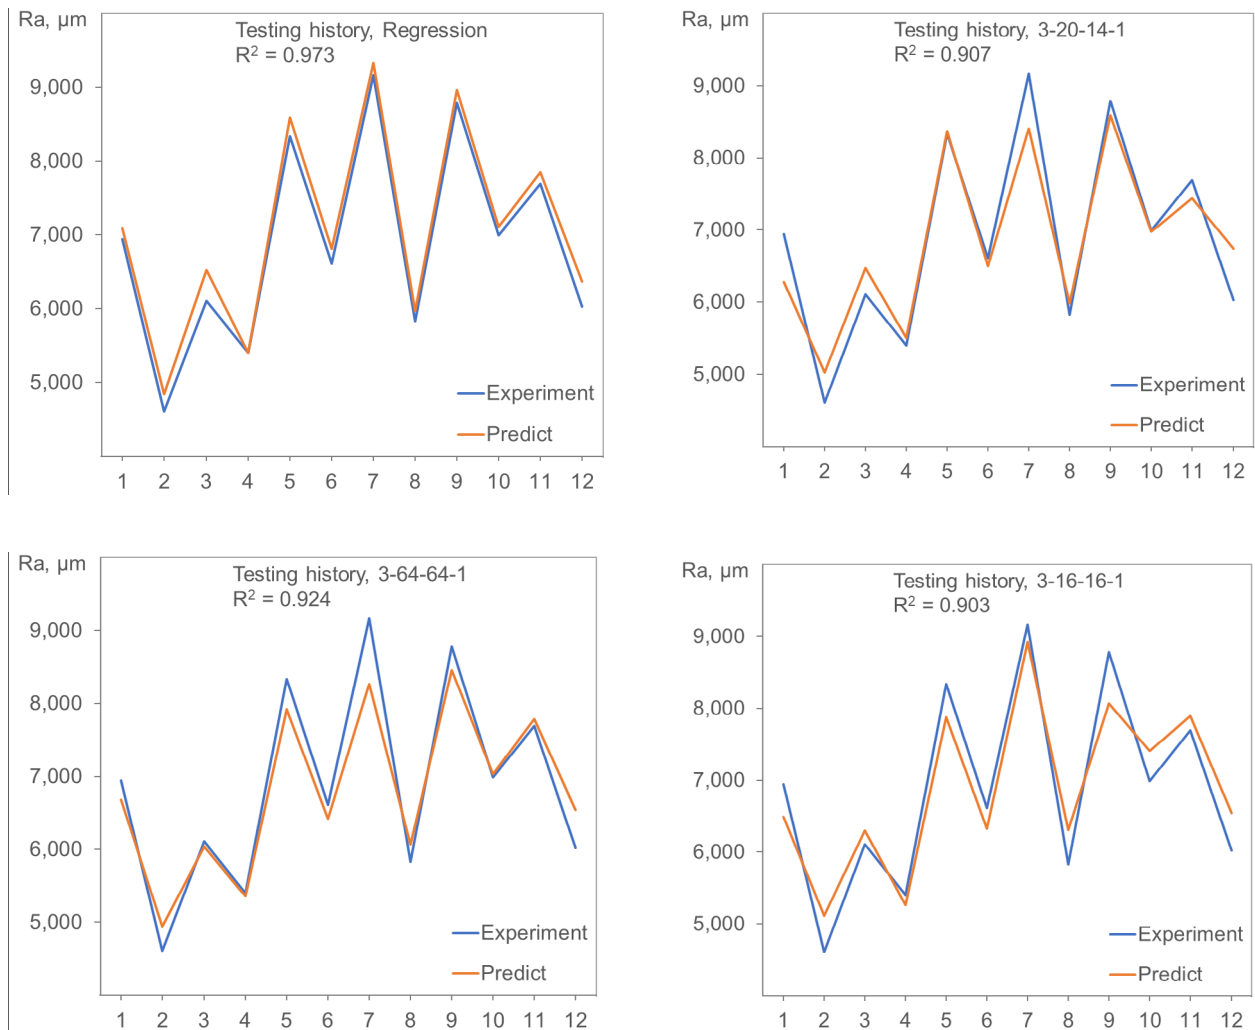 Ra, µm
Testing history, Regression
R² = 0.973
9,000
8,000
7,000
6,000
5,000
Experiment
Predict
1 2 3 4 5 6 7 8 9 10 11 12
Ra, µm
Testing history, 3-20-14-1
R² = 0.907
9,000
8,000
7,000
6,000
5,000
Experiment
Predict
1 2 3 4 5 6 7 8 9 10 11 12
Ra, µm
Testing history, 3-64-64-1
R² = 0.924
9,000
8,000
7,000
6,000
5,000
Experiment
Predict
1 2 3 4 5 6 7 8 9 10 11 12
Ra, µm
Testing history, 3-16-16-1
R² = 0.903
9,000
8,000
7,000
6,000
5,000
Experiment
Predict
1 2 3 4 5 6 7 8 9 10 11 12